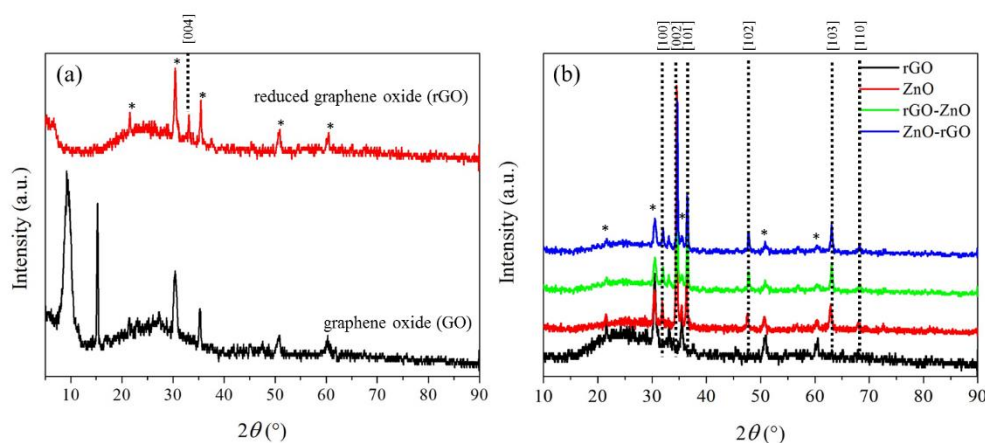 (a)
[004]
*
*
*
*
*
reduced graphene oxide (rGO)
graphene oxide (GO)
Intensity (a.u.)
10 20 30 40 50 60 70 80 90
2θ (°)
(b)
[100]
[002]
[101]
[102]
[103]
[110]
rGO
ZnO
rGO-ZnO
ZnO-rGO
*
*
*
*
*
Intensity (a.u.)
10 20 30 40 50 60 70 80 90
2θ (°)